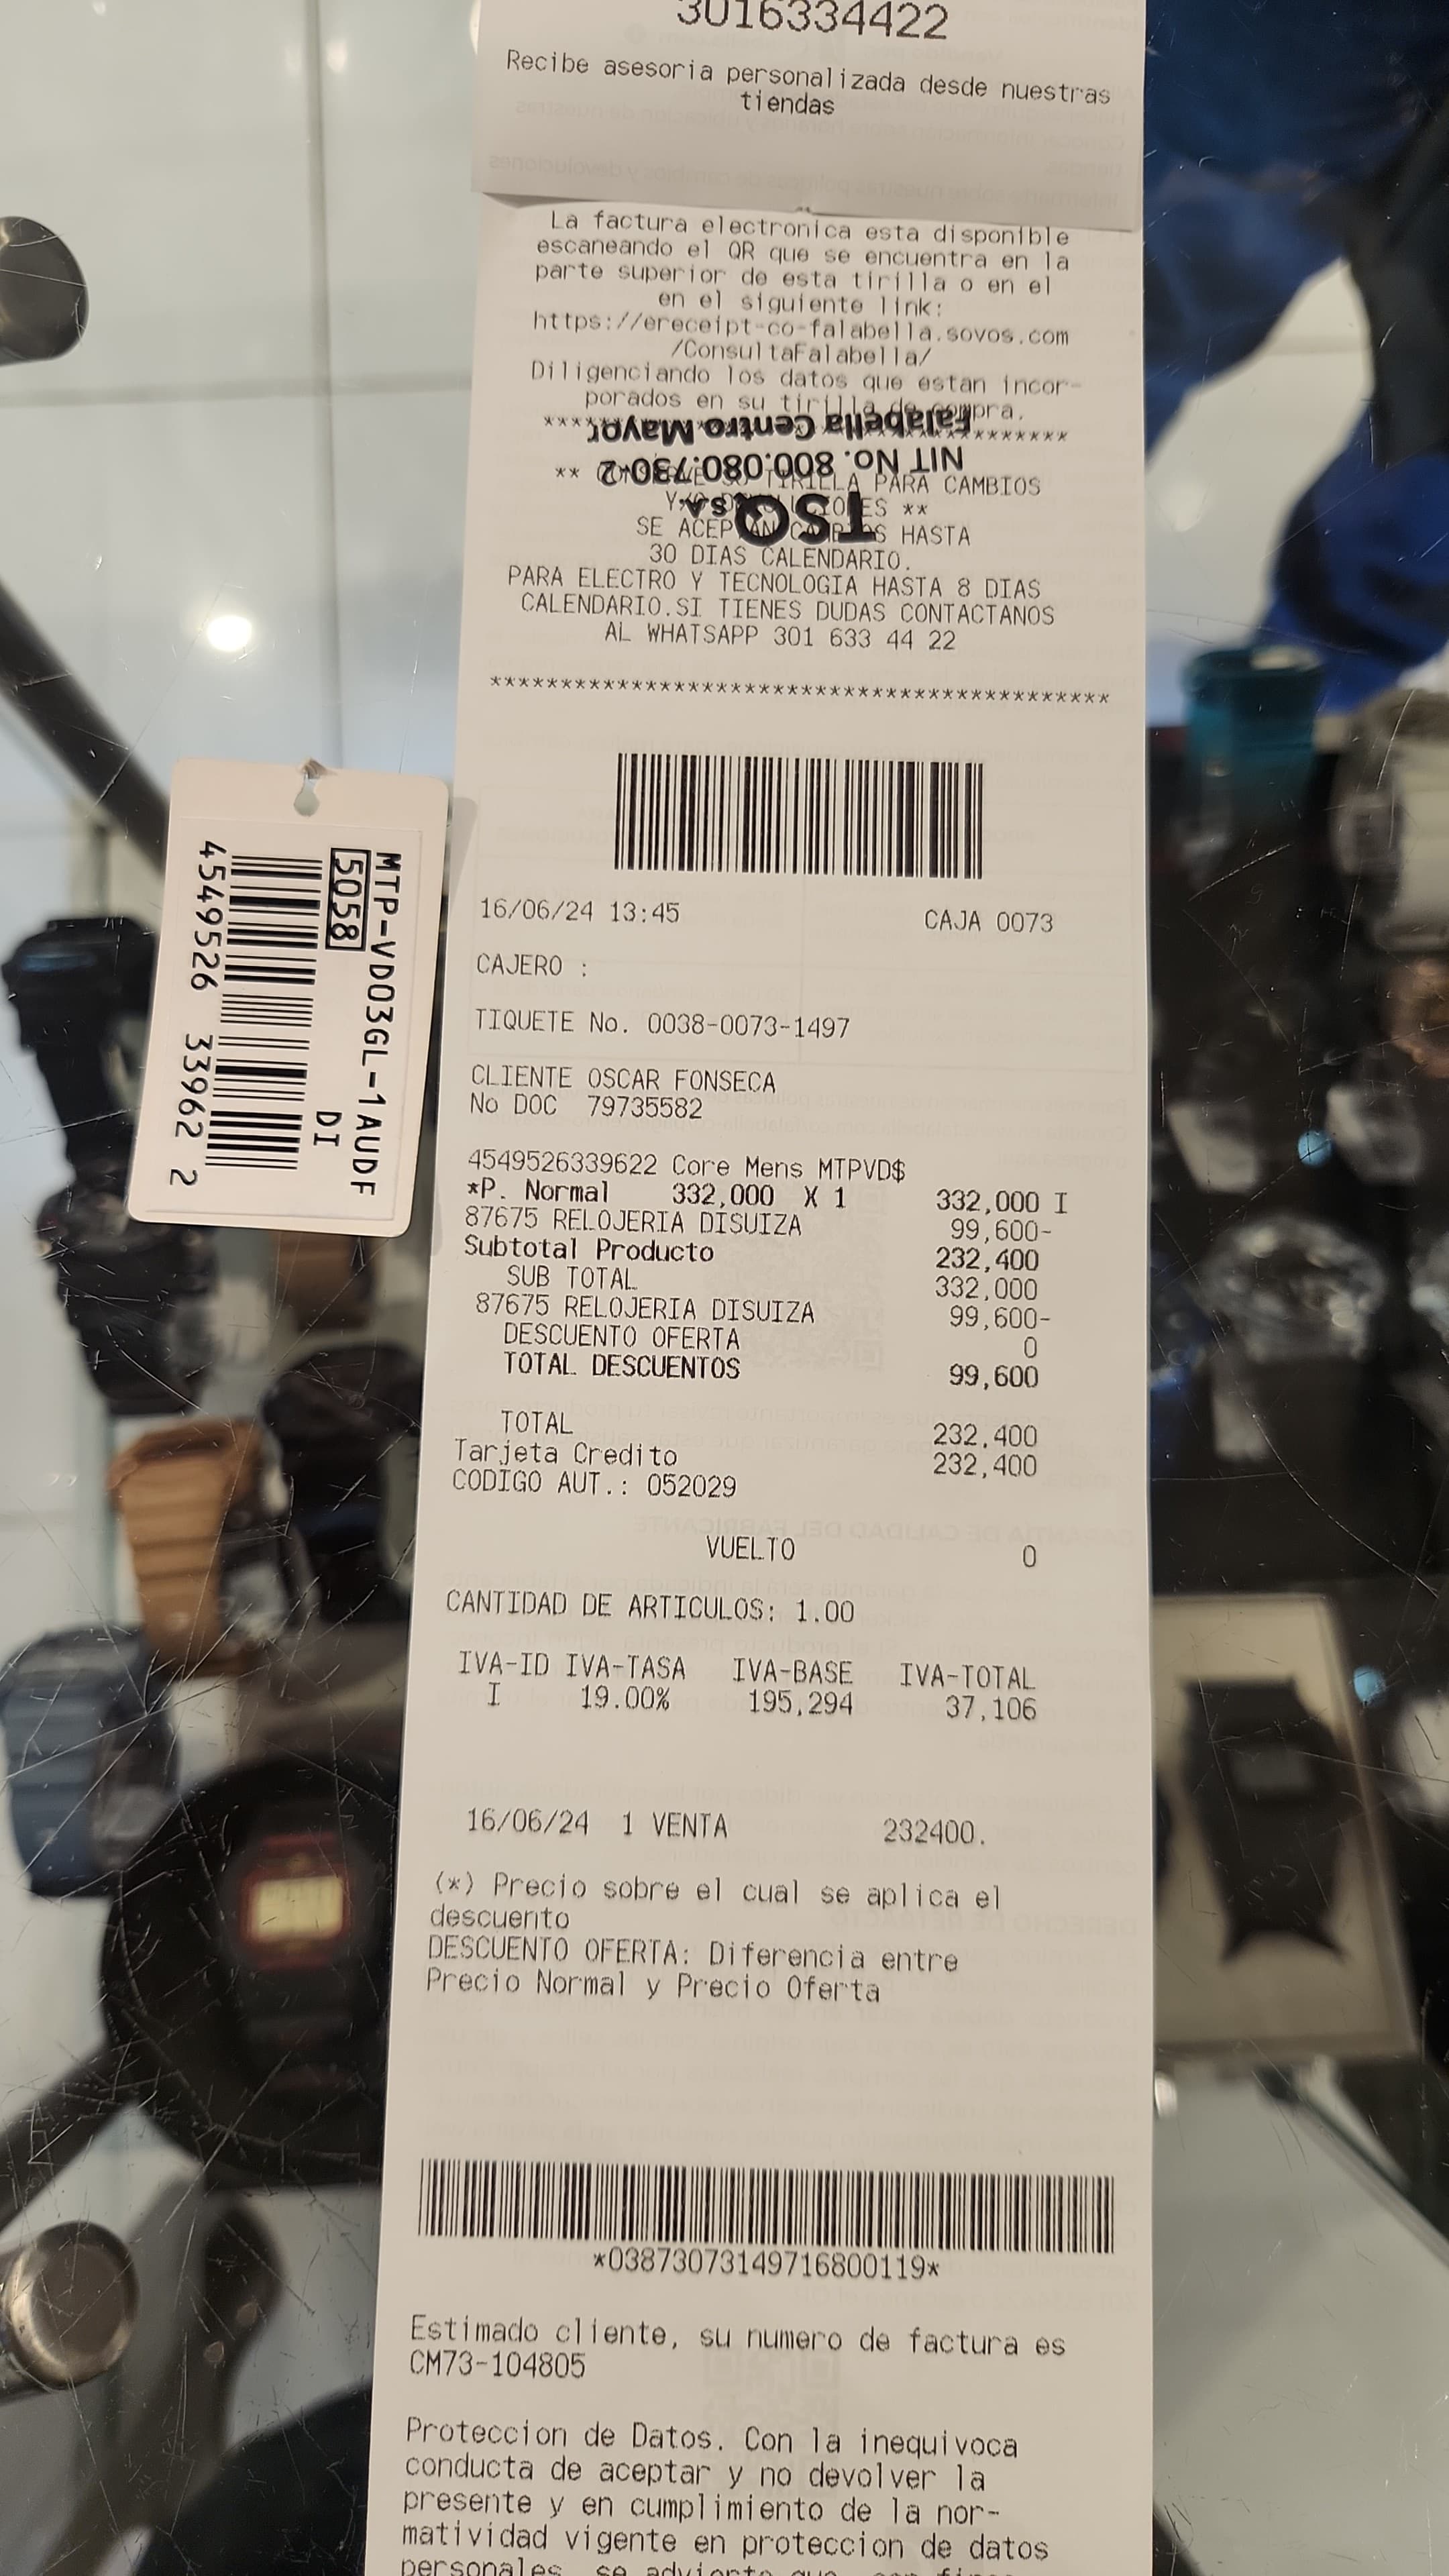 3016334422
Recibe asesoria personalizada desde nuestras
tiendas
La factura electronica esta disponible
escaneando el QR que se encuentra en la
parte superior de esta tirilla o en el
en el siguiente link:
https://ereceipt-co-falabella.sovos.com
/ConsultaFalabella/
Diligenciando los datos que estan incor-
porados en su tirilla de compra.
Falabella Centro Mayor
NIT No. 800.080.730-2
TSQ S.A.
** TIRILLA PARA CAMBIOS
**
SE ACEPTAN CAMBIOS HASTA
30 DIAS CALENDARIO.
PARA ELECTRO Y TECNOLOGIA HASTA 8 DIAS
CALENDARIO.SI TIENES DUDAS CONTACTANOS
AL WHATSAPP 301 633 44 22
********************************************
16/06/24 13:45 CAJA 0073
CAJERO :
TIQUETE No. 0038-0073-1497
CLIENTE OSCAR FONSECA
No DOC 79735582
4549526339622 Core Mens MTPVD$
*P. Normal 332,000 X 1 332,000 I
87675 RELOJERIA DISUIZA 99,600-
Subtotal Producto 232,400
SUB TOTAL 332,000
87675 RELOJERIA DISUIZA 99,600-
DESCUENTO OFERTA 0
TOTAL DESCUENTOS 99,600
TOTAL 232,400
Tarjeta Credito 232,400
CODIGO AUT.: 052029
VUELTO 0
CANTIDAD DE ARTICULOS: 1.00
IVA-ID IVA-TASA IVA-BASE IVA-TOTAL
I 19.00% 195,294 37,106
16/06/24 1 VENTA 232400.
(*) Precio sobre el cual se aplica el
descuento
DESCUENTO OFERTA: Diferencia entre
Precio Normal y Precio Oferta
*03873073149716800119*
Estimado cliente, su numero de factura es
CM73-104805
Proteccion de Datos. Con la inequivoca
conducta de aceptar y no devolver la
presente y en cumplimiento de la nor-
matividad vigente en proteccion de datos
personales, se advierte que,
MTP-VD03GL-1AUDF
5058 DI
4549526 33962 2